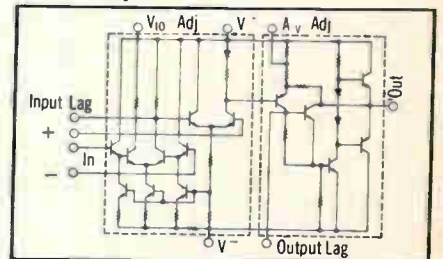 V10 Adj V- Av Adj
Input Lag
+
In
−
Out
V- Output Lag